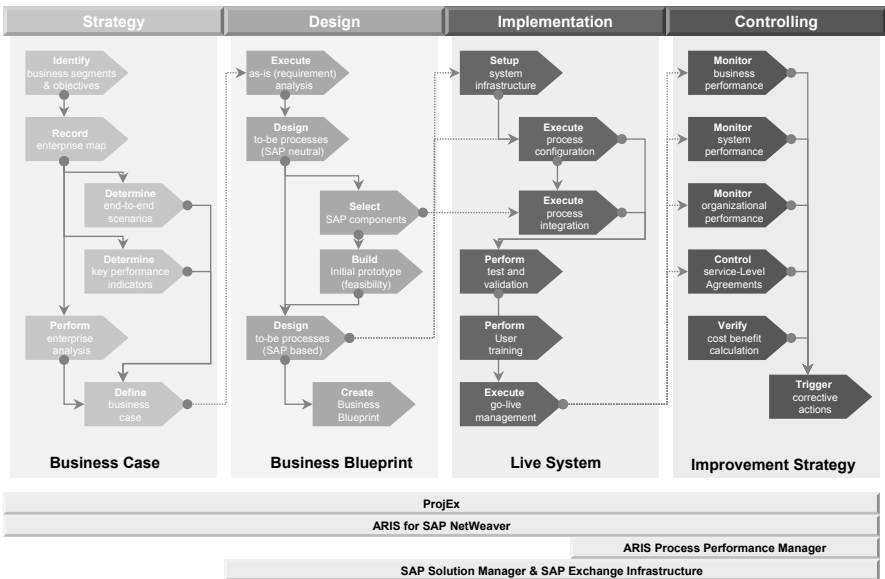 Strategy
Design
Implementation
Controlling
Identify
business segments
& objectives
Record
enterprise map
Determine
end-to-end
scenarios
Determine
key performance
indicators
Perform
enterprise
analysis
Define
business
case
Business Case
Execute
as-is (requirement)
analysis
Design
to-be processes
(SAP neutral)
Select
SAP components
Build
Initial prototype
(feasibility)
Design
to-be processes
(SAP based)
Create
Business
Blueprint
Business Blueprint
Setup
system
infrastructure
Execute
process
configuration
Execute
process
integration
Perform
test and
validation
Perform
User
training
Execute
go-live
management
Live System
Monitor
business
performance
Monitor
system
performance
Monitor
organizational
performance
Control
service-Level
Agreements
Verify
cost benefit
calculation
Trigger
corrective
actions
Improvement Strategy
ProjEx
ARIS for SAP NetWeaver
ARIS Process Performance Manager
SAP Solution Manager & SAP Exchange Infrastructure